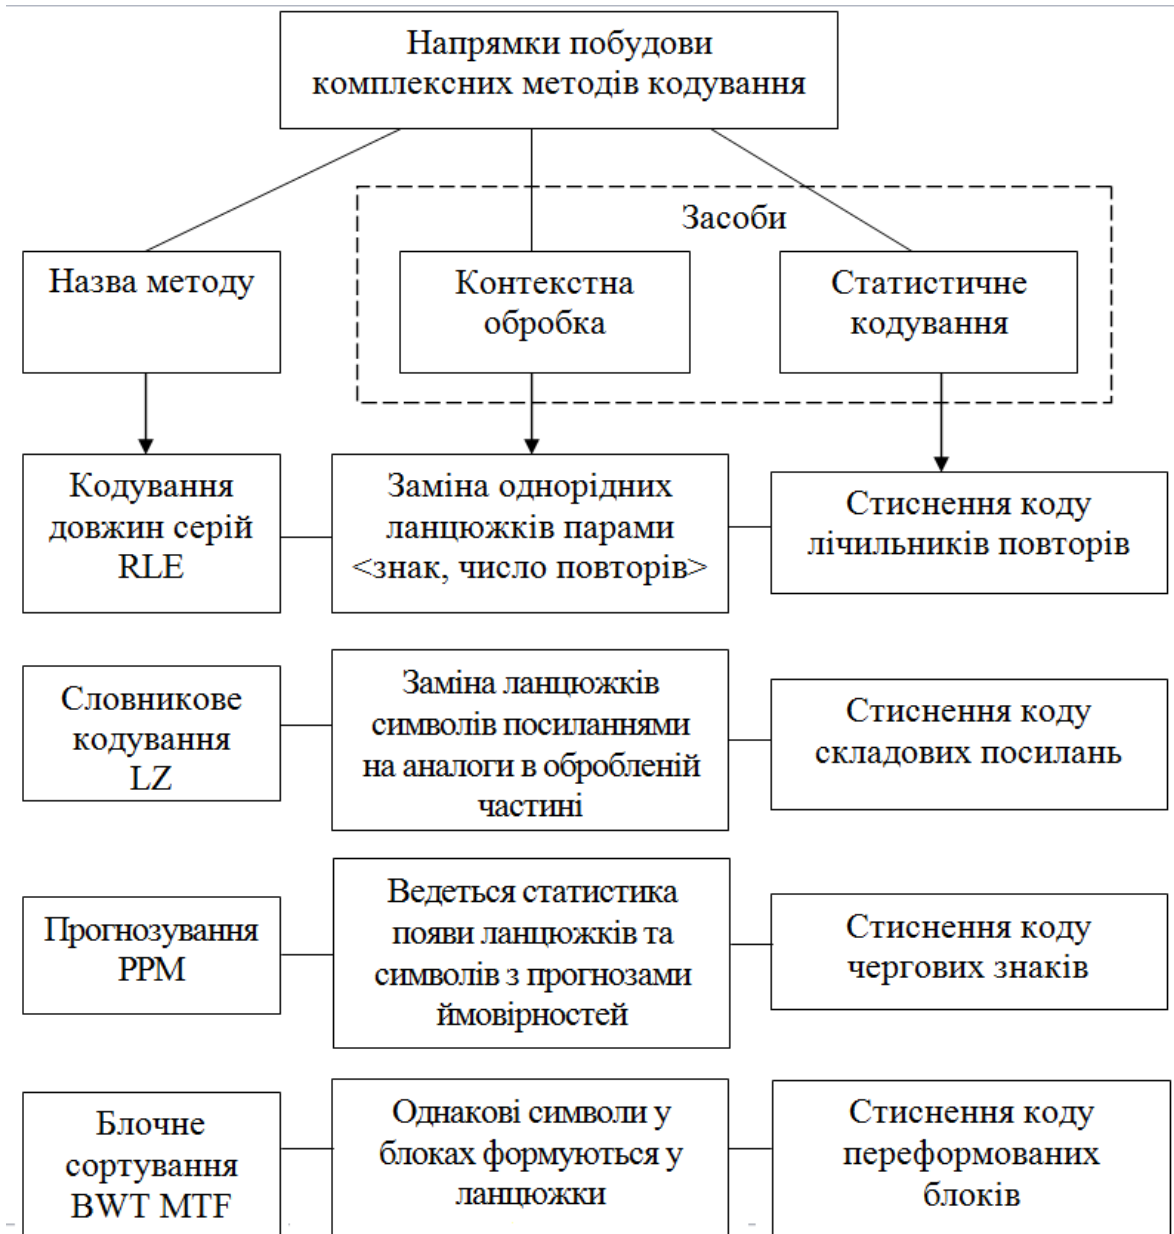 Напрямки побудови
комплексних методів кодування
Засоби
Назва методу
Контекстна
обробка
Статистичне
кодування
Кодування
довжин серій
RLE
Заміна однорідних
ланцюжків парами
<знак, число повторів>
Стиснення коду
лічильників повторів
Словникове
кодування
LZ
Заміна ланцюжків
символів посиланнями
на аналоги в обробленій
частині
Стиснення коду
складових посилань
Прогнозування
PPM
Ведеться статистика
появи ланцюжків та
символів з прогнозами
ймовірностей
Стиснення коду
чергових знаків
Блочне
сортування
BWT MTF
Однакові символи у
блоках формуються у
ланцюжки
Стиснення коду
переформованих
блоків